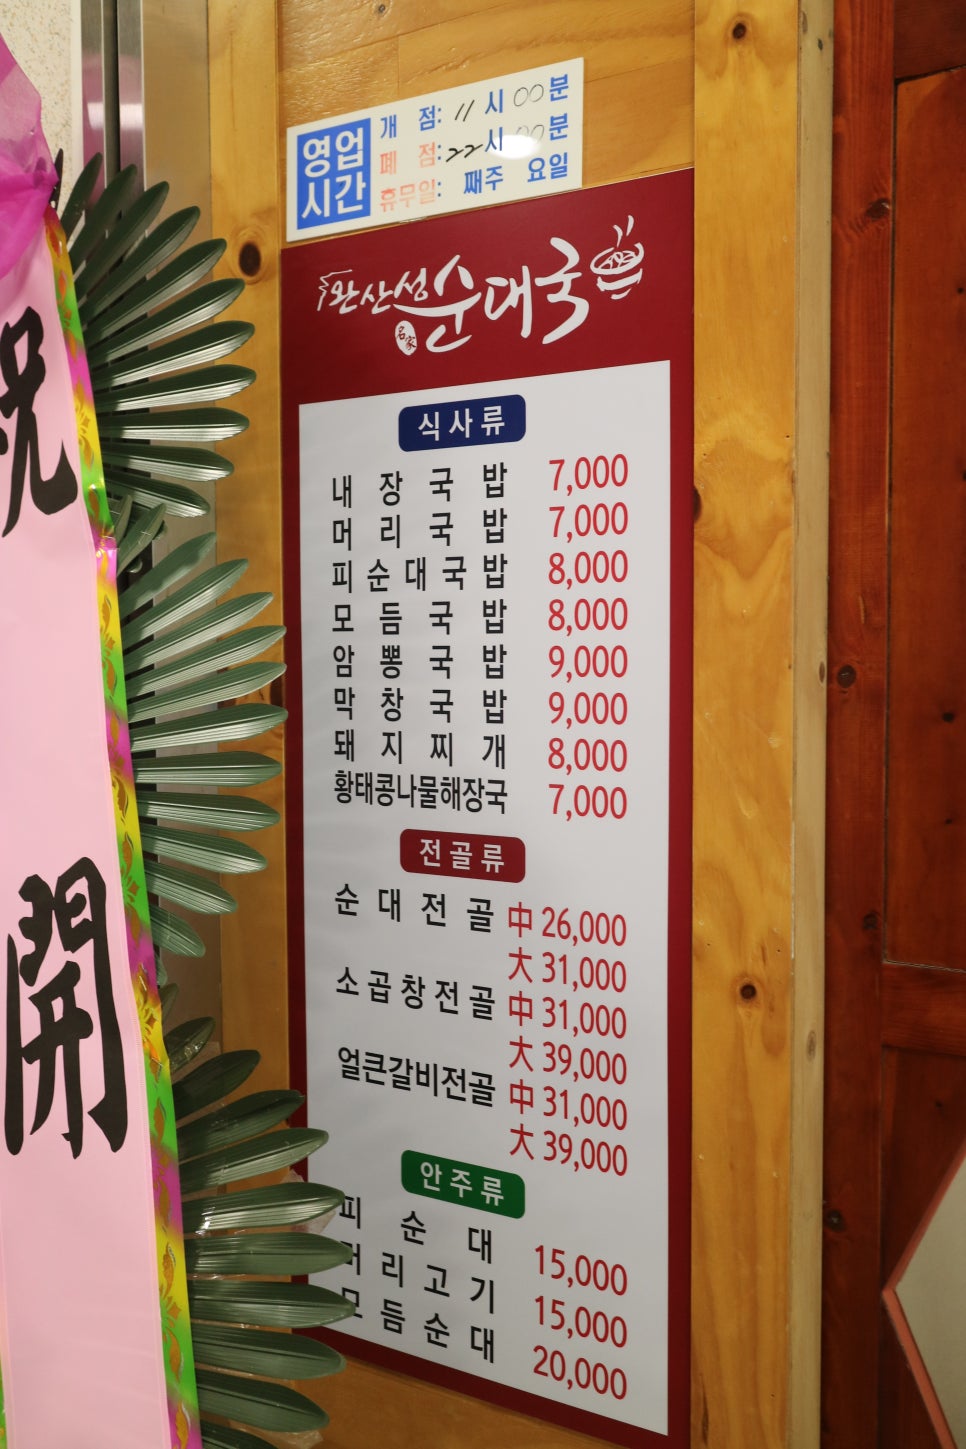 영업
시간
개 점: 11 시 00 분
폐 점: 22 시 00 분
휴무일: 째주 요일
완산성 순대국
名家
식사류
내장국밥 7,000
머리국밥 7,000
피순대국밥 8,000
모듬국밥 8,000
암뽕국밥 9,000
막창국밥 9,000
돼지찌개 8,000
황태콩나물해장국 7,000
전골류
순대전골 中 26,000
大 31,000
소곱창전골 中 31,000
大 39,000
얼큰갈비전골 中 31,000
大 39,000
안주류
피순대 15,000
머리고기 15,000
모듬순대 20,000
祝
開